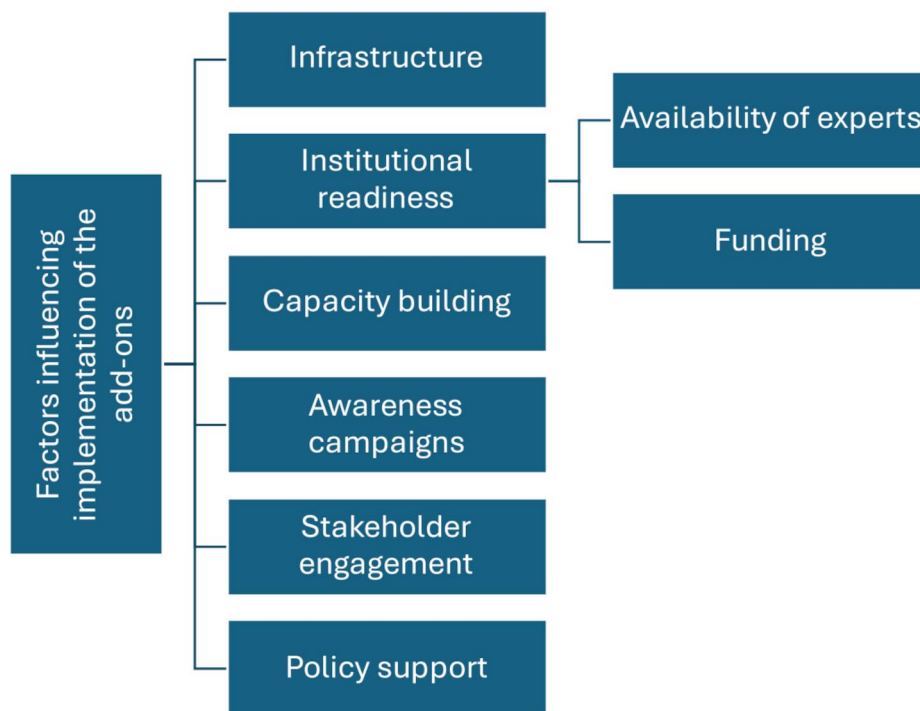 Factors influencing
implementation of the
add-ons
Infrastructure
Institutional
readiness
Availability of experts
Funding
Capacity building
Awareness
campaigns
Stakeholder
engagement
Policy support